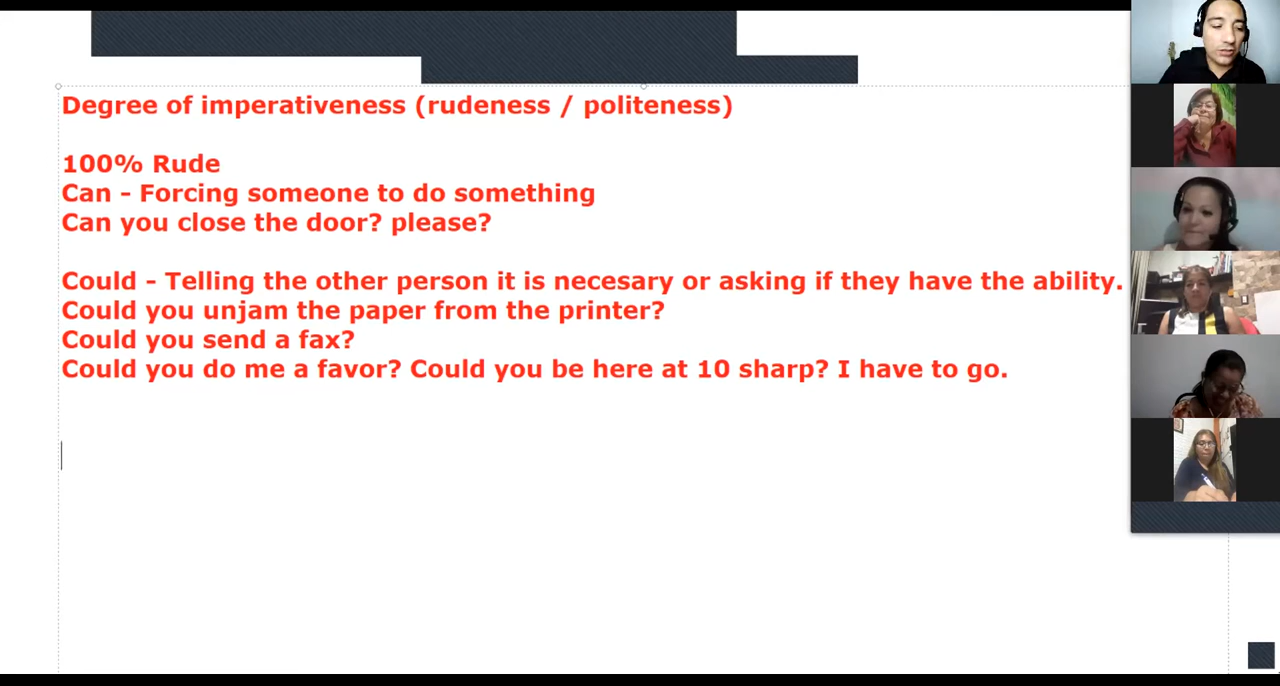 Degree of imperativeness (rudeness / politeness)
100% Rude
Can - Forcing someone to do something
Can you close the door? please?
Could - Telling the other person it is necesary or asking if they have the ability.
Could you unjam the paper from the printer?
Could you send a fax?
Could you do me a favor? Could you be here at 10 sharp? I have to go.